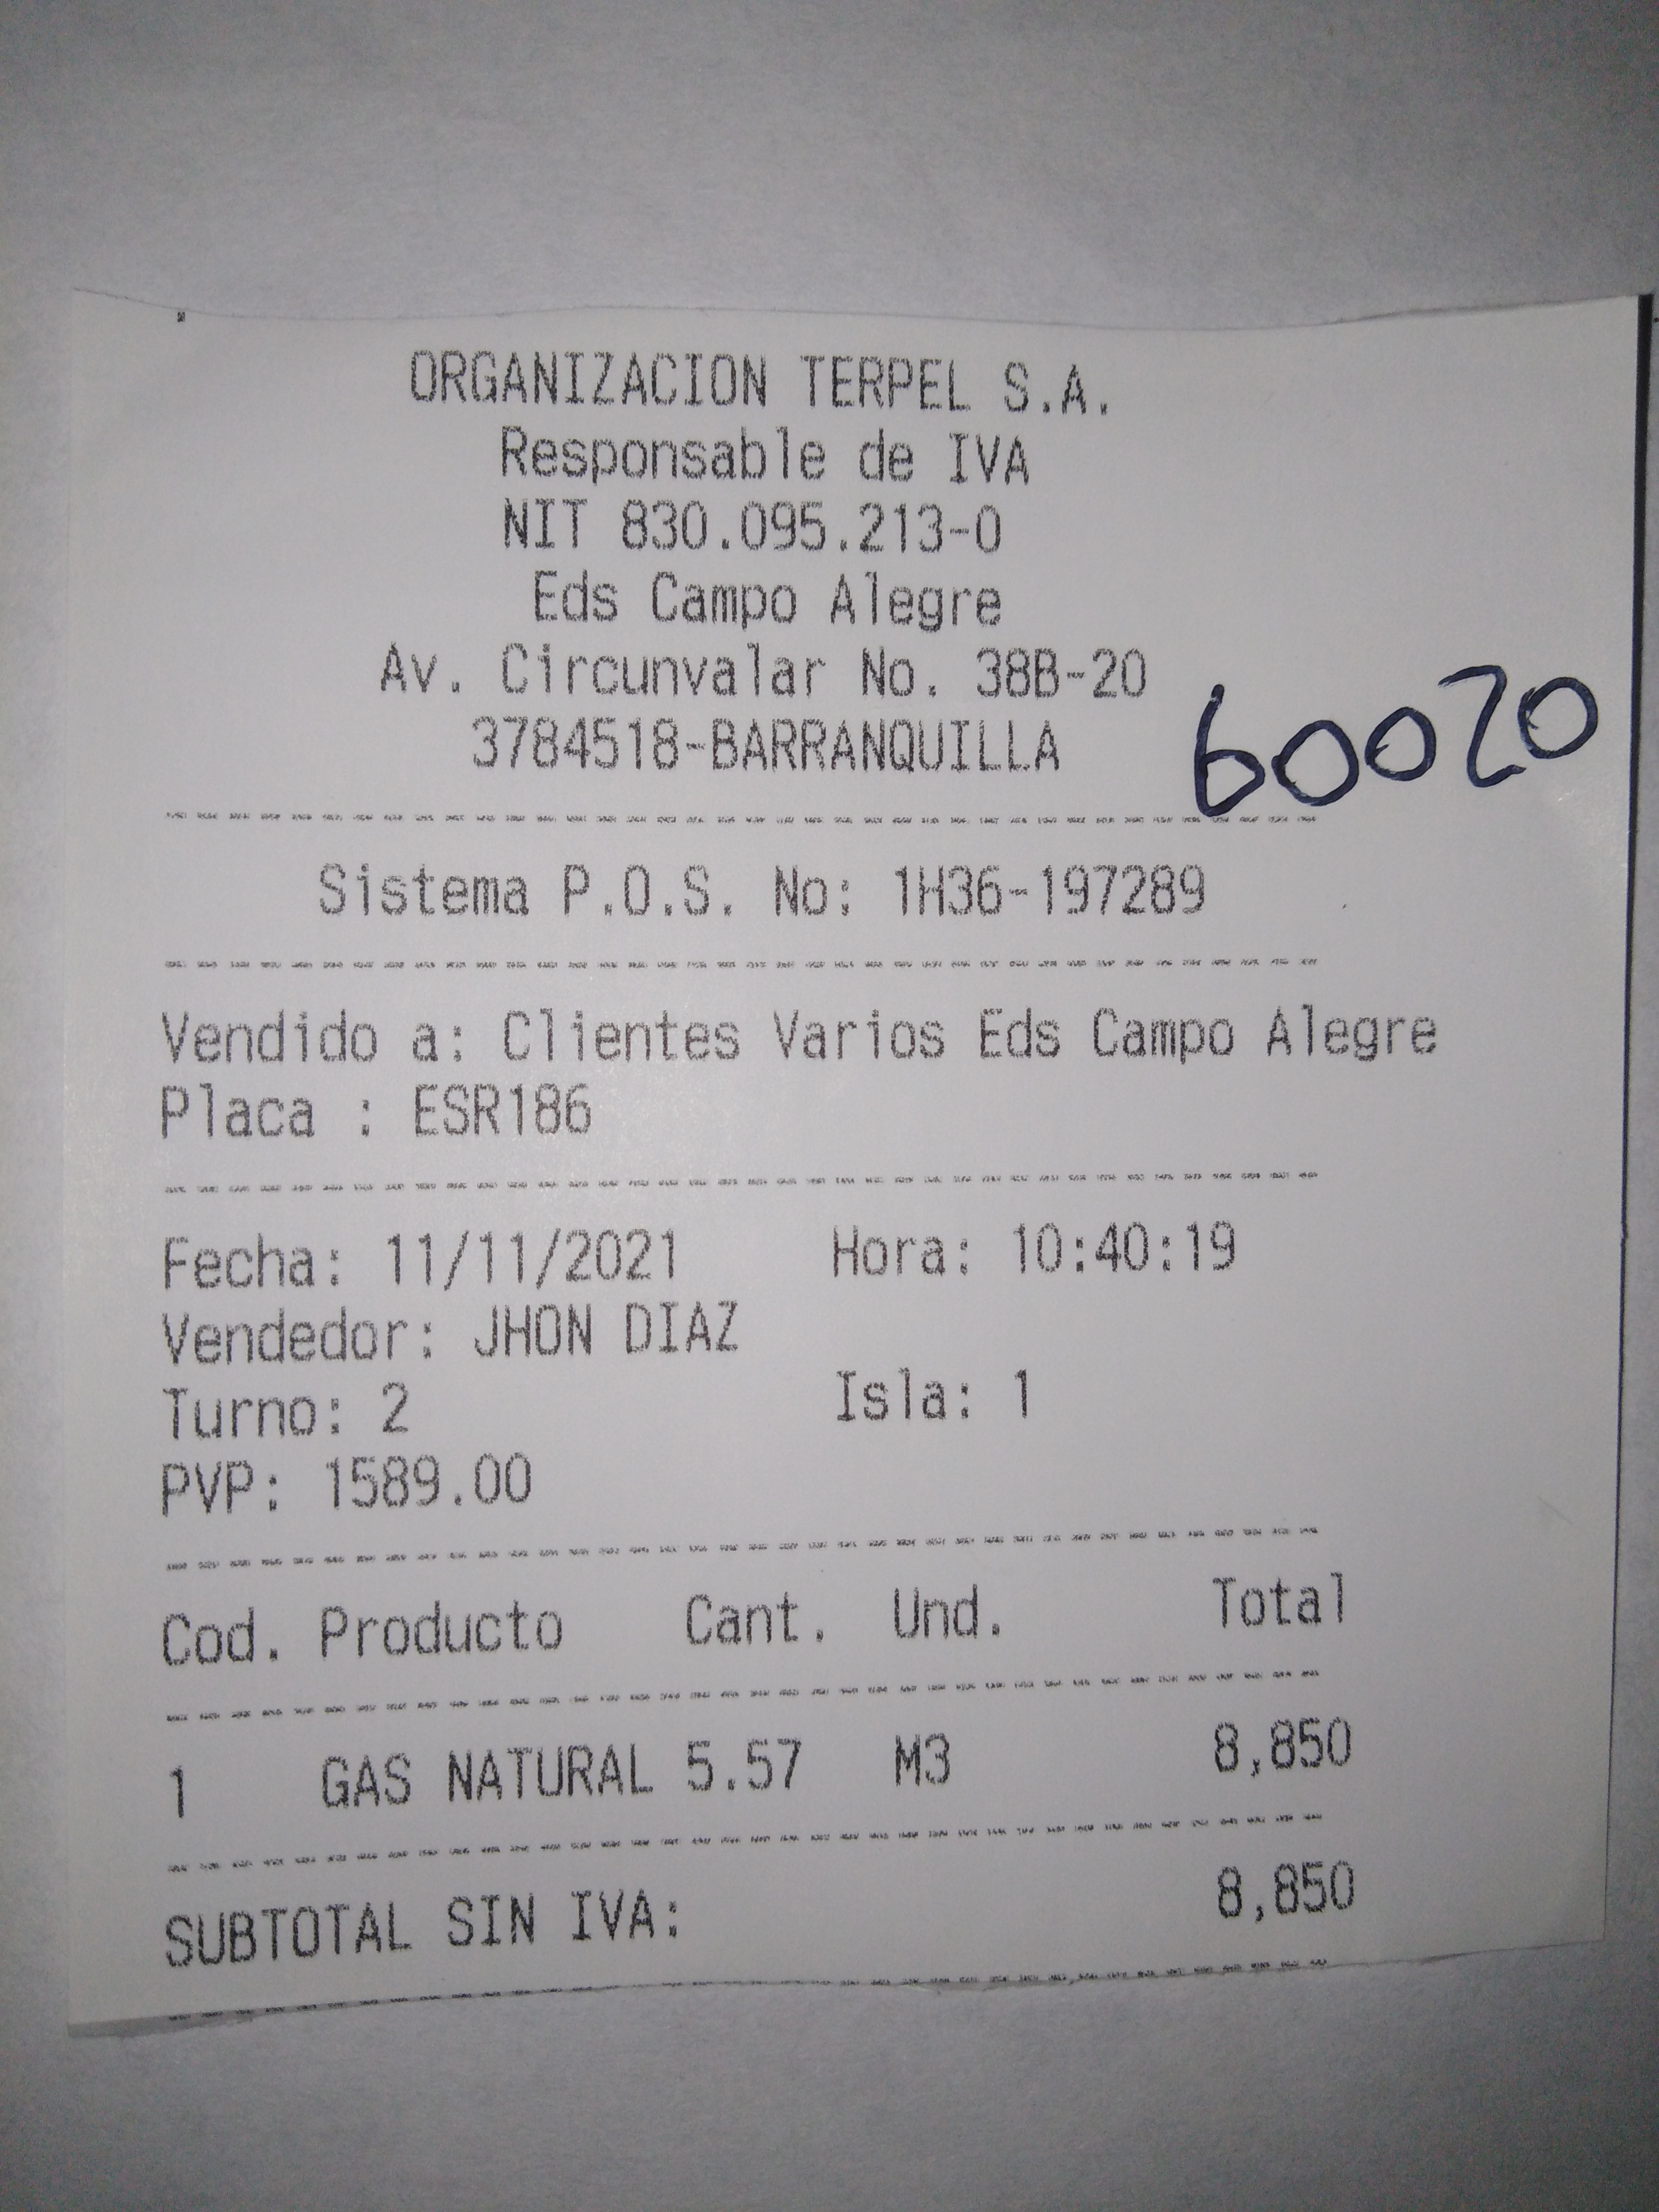 ORGANIZACION TERPEL S.A.
Responsable de IVA
NIT 830.095.213-0
Eds Campo Alegre
Av. Circunvalar No. 38B-20
3784518-BARRANQUILLA
60020
Sistema P.O.S. No: 1H36-197289
Vendido a: Clientes Varios Eds Campo Alegre
Placa : ESR186
Fecha: 11/11/2021 Hora: 10:40:19
Vendedor: JHON DIAZ
Turno: 2 Isla: 1
PVP: 1589.00
Cod. Producto Cant. Und. Total
1 GAS NATURAL 5.57 M3 8,850
SUBTOTAL SIN IVA: 8,850